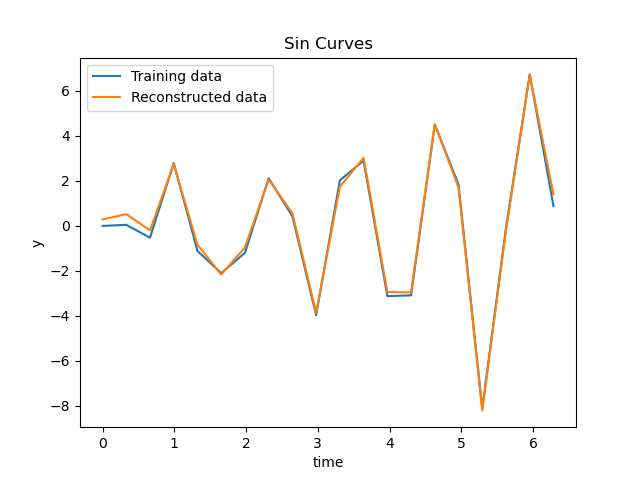 Sin Curves
Training data
Reconstructed data
6
4
2
0
−2
−4
−6
−8
y
0 1 2 3 4 5 6
time